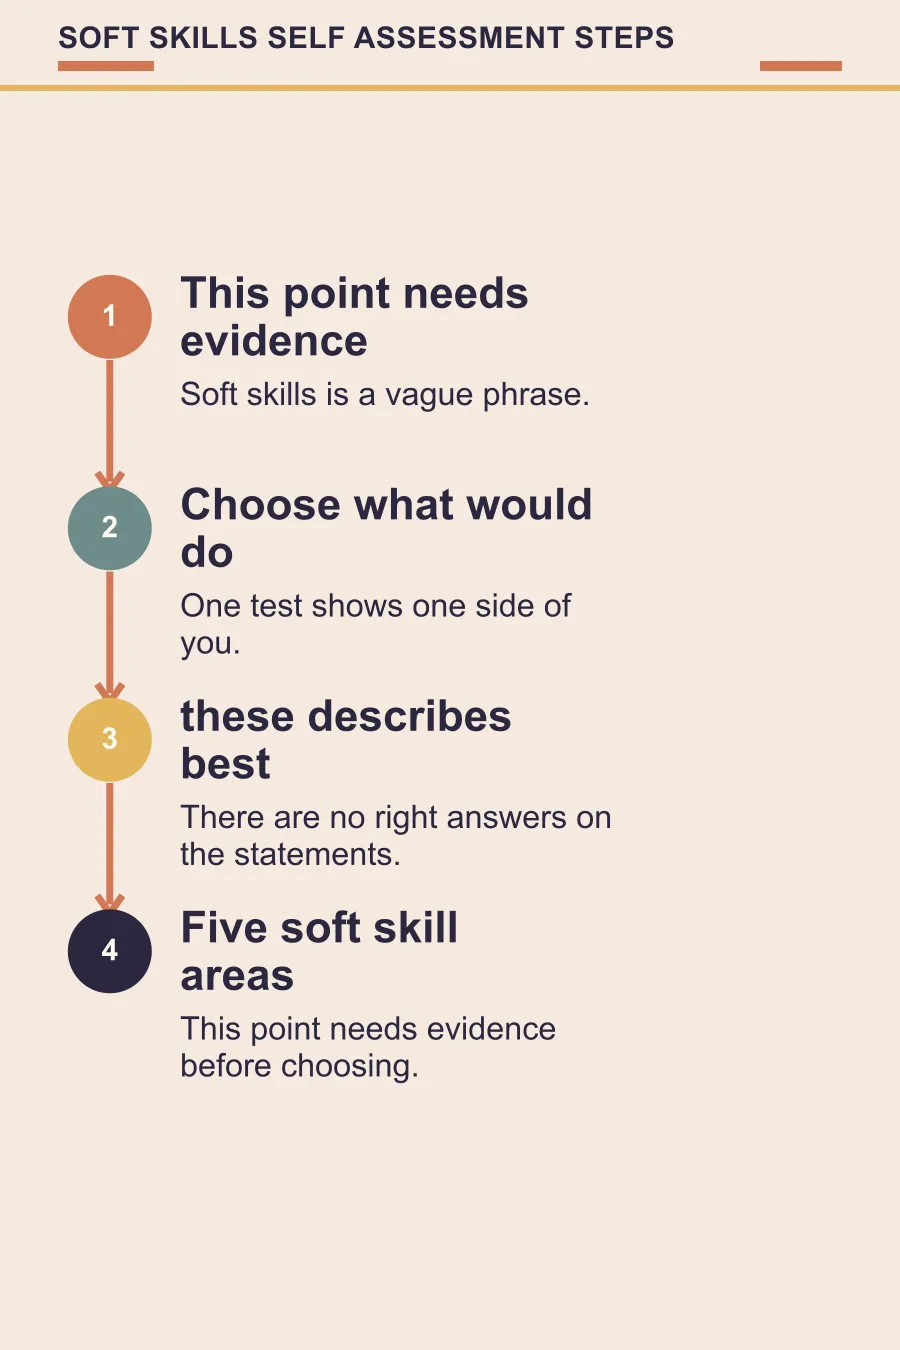 SOFT SKILLS SELF ASSESSMENT STEPS
1
This point needs
evidence
Soft skills is a vague phrase.
2
Choose what would
do
One test shows one side of
you.
3
these describes
best
There are no right answers on
the statements.
4
Five soft skill
areas
This point needs evidence
before choosing.